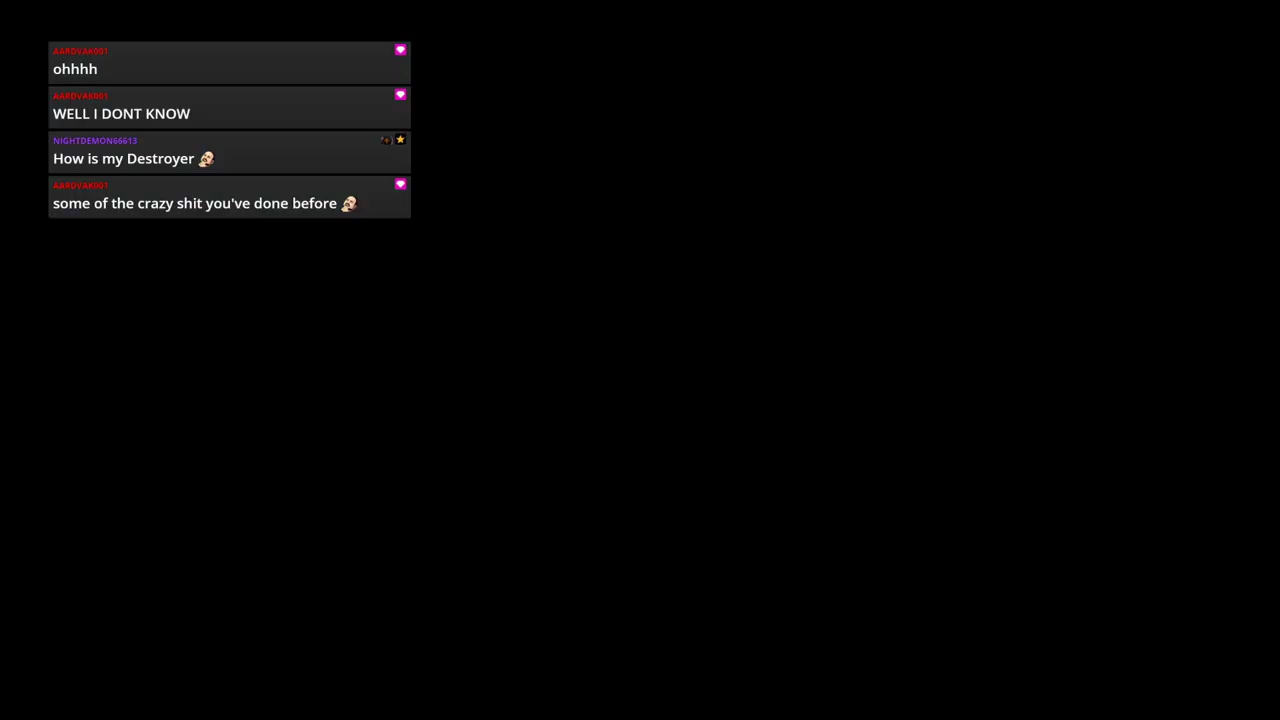 AARDVAK001
ohhhh
AARDVAK001
WELL I DONT KNOW
NIGHTDEMON66613
How is my Destroyer
AARDVAK001
some of the crazy shit you've done before